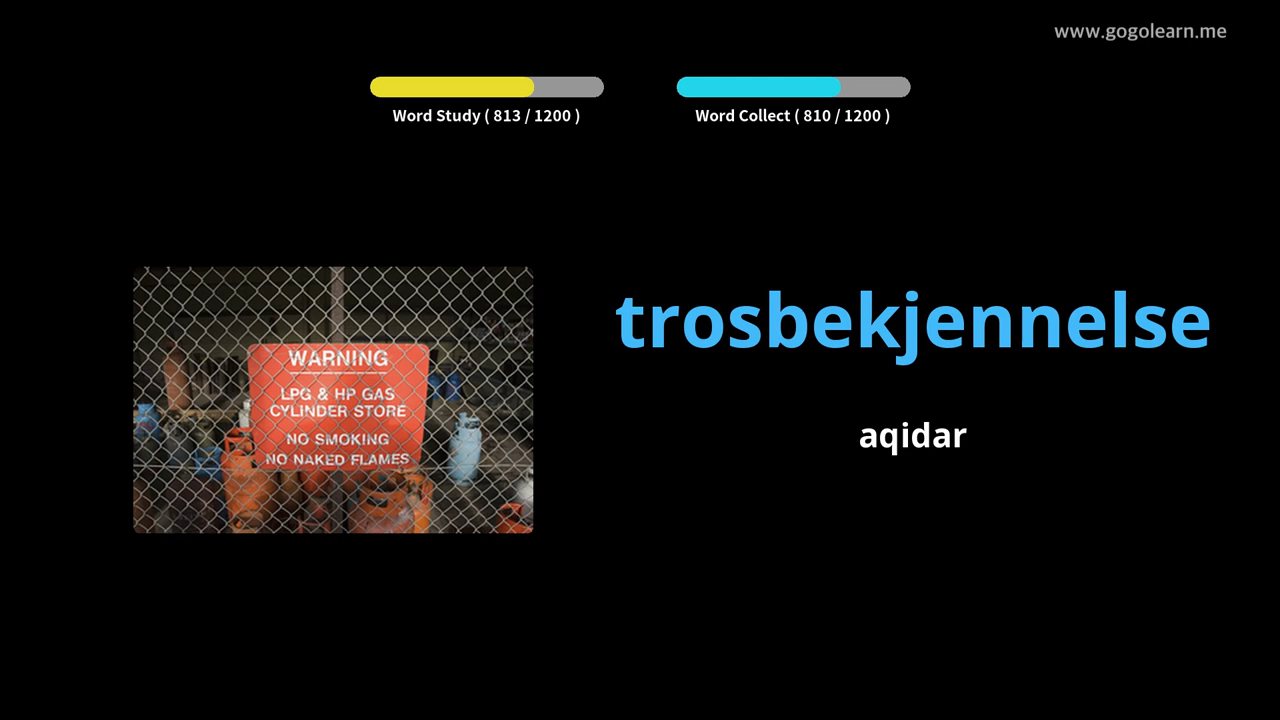 www.gogolearn.me
Word Study ( 813 / 1200 )
Word Collect ( 810 / 1200 )
WARNING
LPG & HP GAS
CYLINDER STORE
NO SMOKING
NO NAKED FLAMES
trosbekjennelse
aqidar